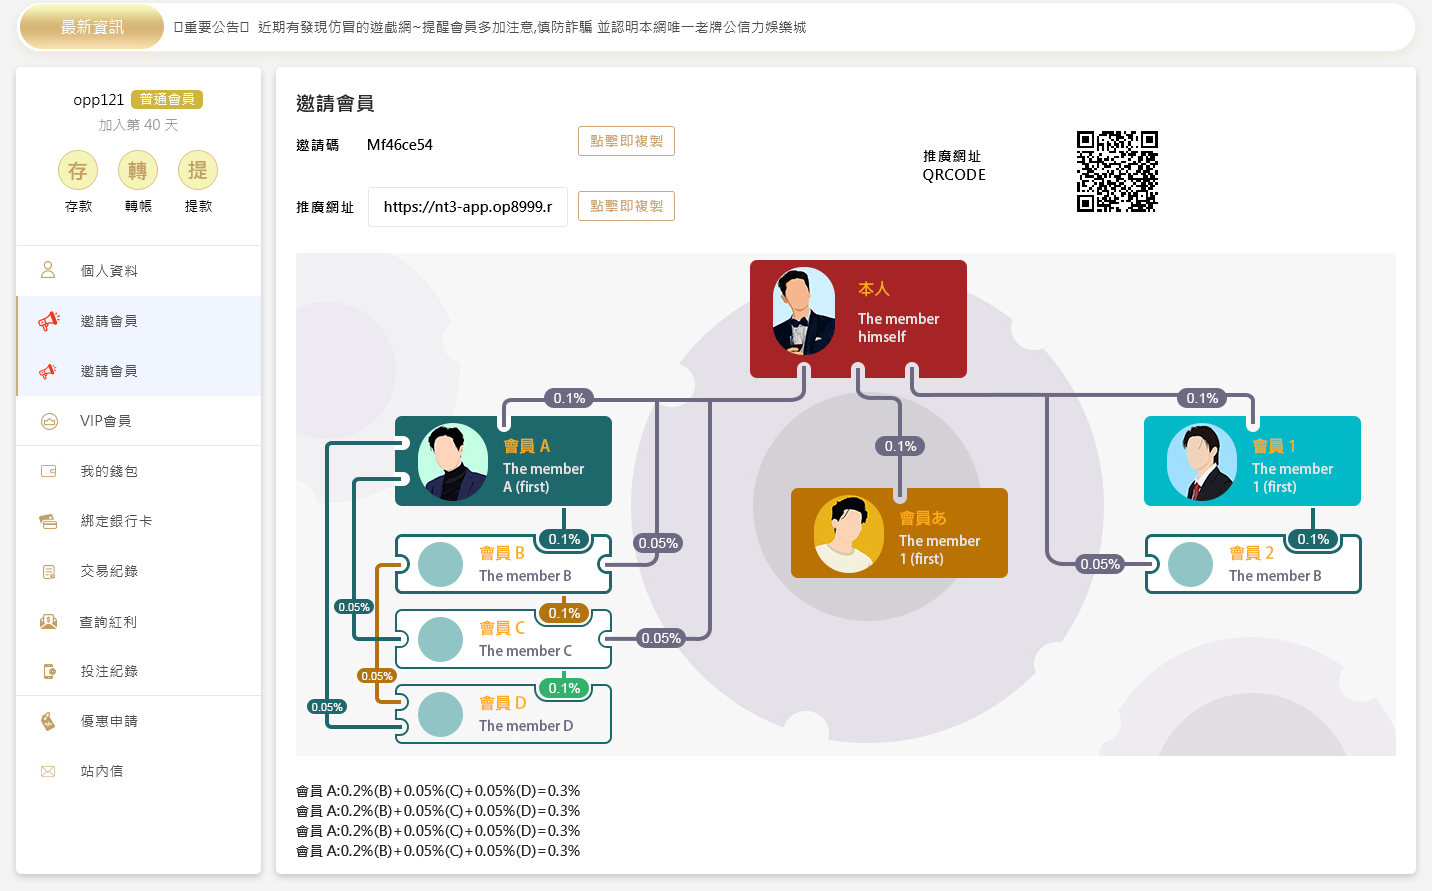 最新資訊
重要公告 近期有發現仿冒的遊戲網~提醒會員多加注意,慎防詐騙 並認明本網唯一老牌公信力娛樂城
opp121 普通會員
加入第 40 天
存 轉 提
存款 轉帳 提款
個人資料
邀請會員
邀請會員
VIP會員
我的錢包
綁定銀行卡
交易紀錄
查詢紅利
投注紀錄
優惠申請
站內信
邀請會員
邀請碼 Mf46ce54 點擊即複製
推廣網址 https://nt3-app.op8999.r 點擊即複製
推廣網址
QRCODE
本人
The member
himself
0.1%
0.1%
0.1%
會員 A
The member
A (first)
會員あ
The member
1 (first)
會員 1
The member
1 (first)
0.1%
會員 B
The member B
0.05%
0.1%
會員 2
The member B
0.05%
0.05%
0.1%
會員 C
The member C
0.05%
0.05%
0.1%
會員 D
The member D
0.05%
會員 A:0.2%(B)+0.05%(C)+0.05%(D)=0.3%
會員 A:0.2%(B)+0.05%(C)+0.05%(D)=0.3%
會員 A:0.2%(B)+0.05%(C)+0.05%(D)=0.3%
會員 A:0.2%(B)+0.05%(C)+0.05%(D)=0.3%